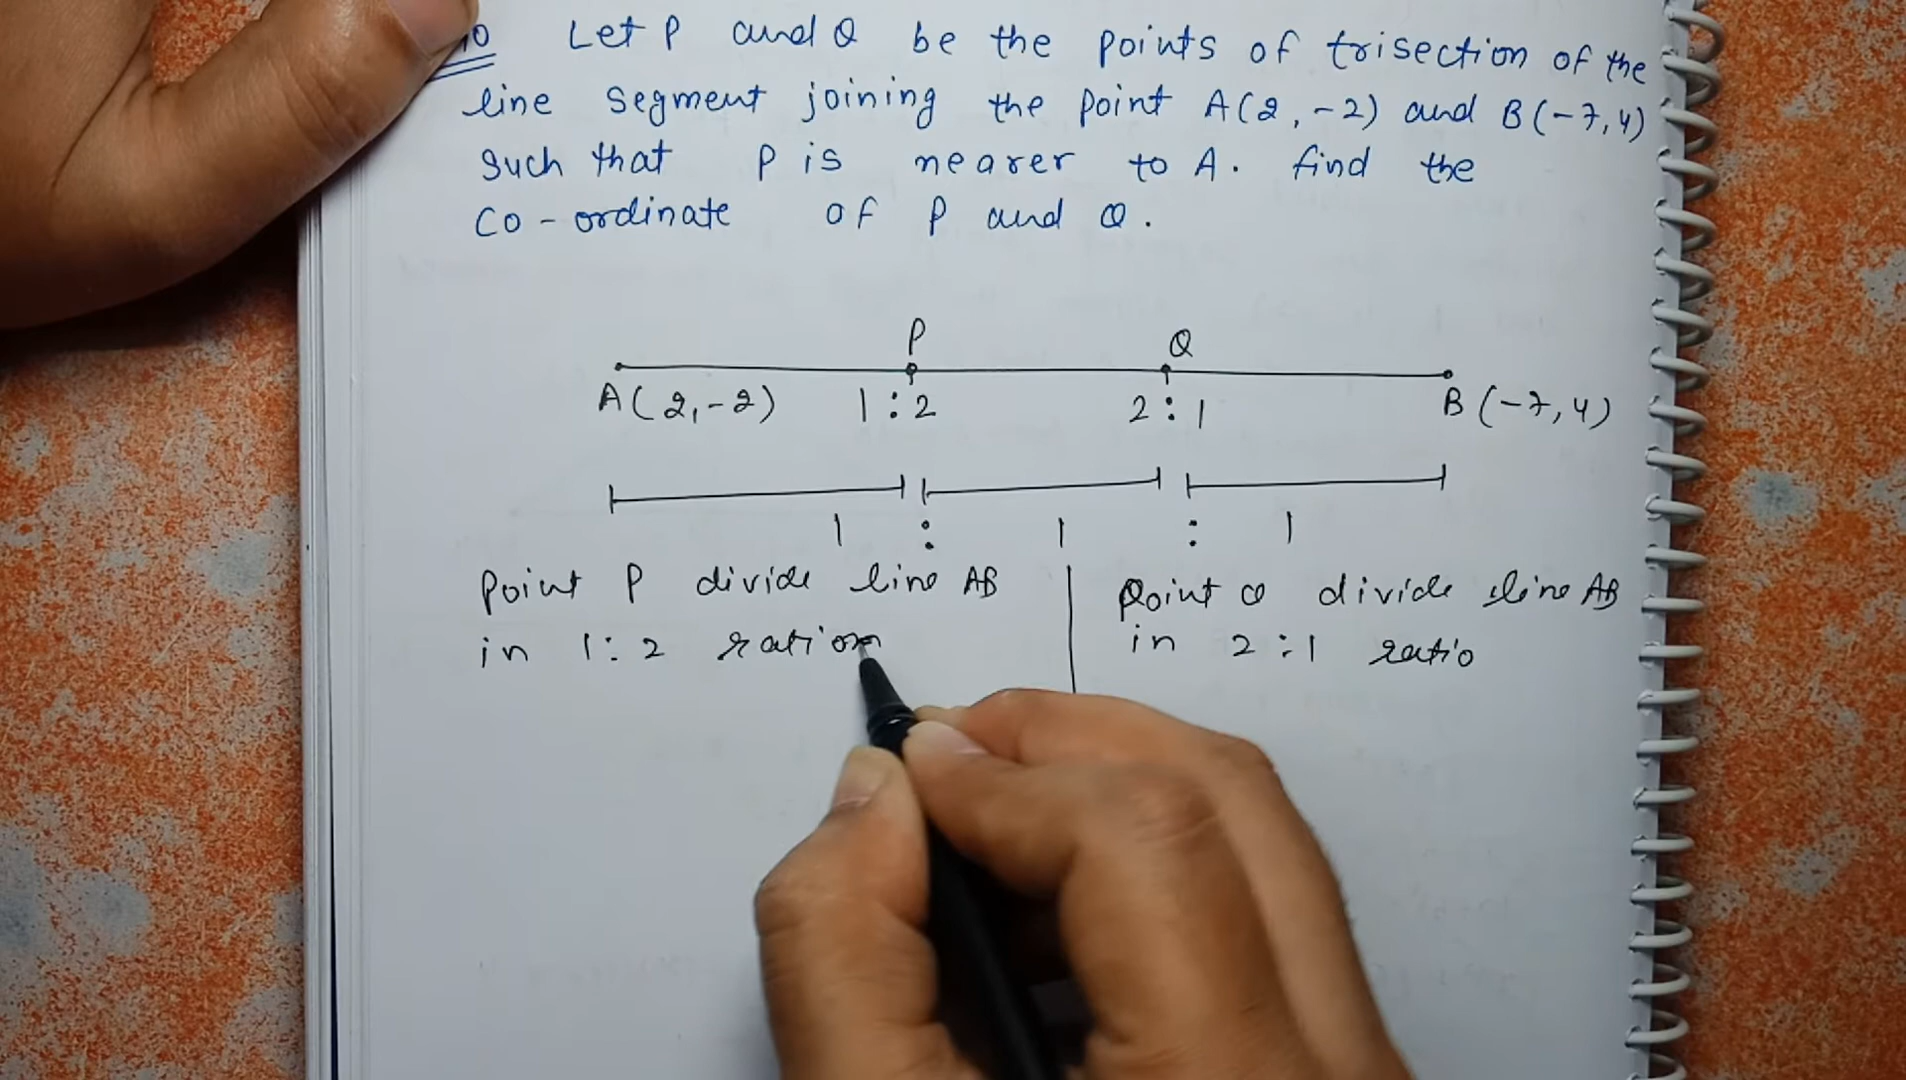 10 Let P and Q be the points of trisection of the
line segment joining the point A(2,-2) and B(-7,4)
such that P is nearer to A. find the
co-ordinate of P and Q.
P Q
A(2,-2) 1:2 2:1 B(-7,4)
1 : 1 : 1
Point P divide line AB
in 1:2 ration
Point Q divide line AB
in 2:1 ratio